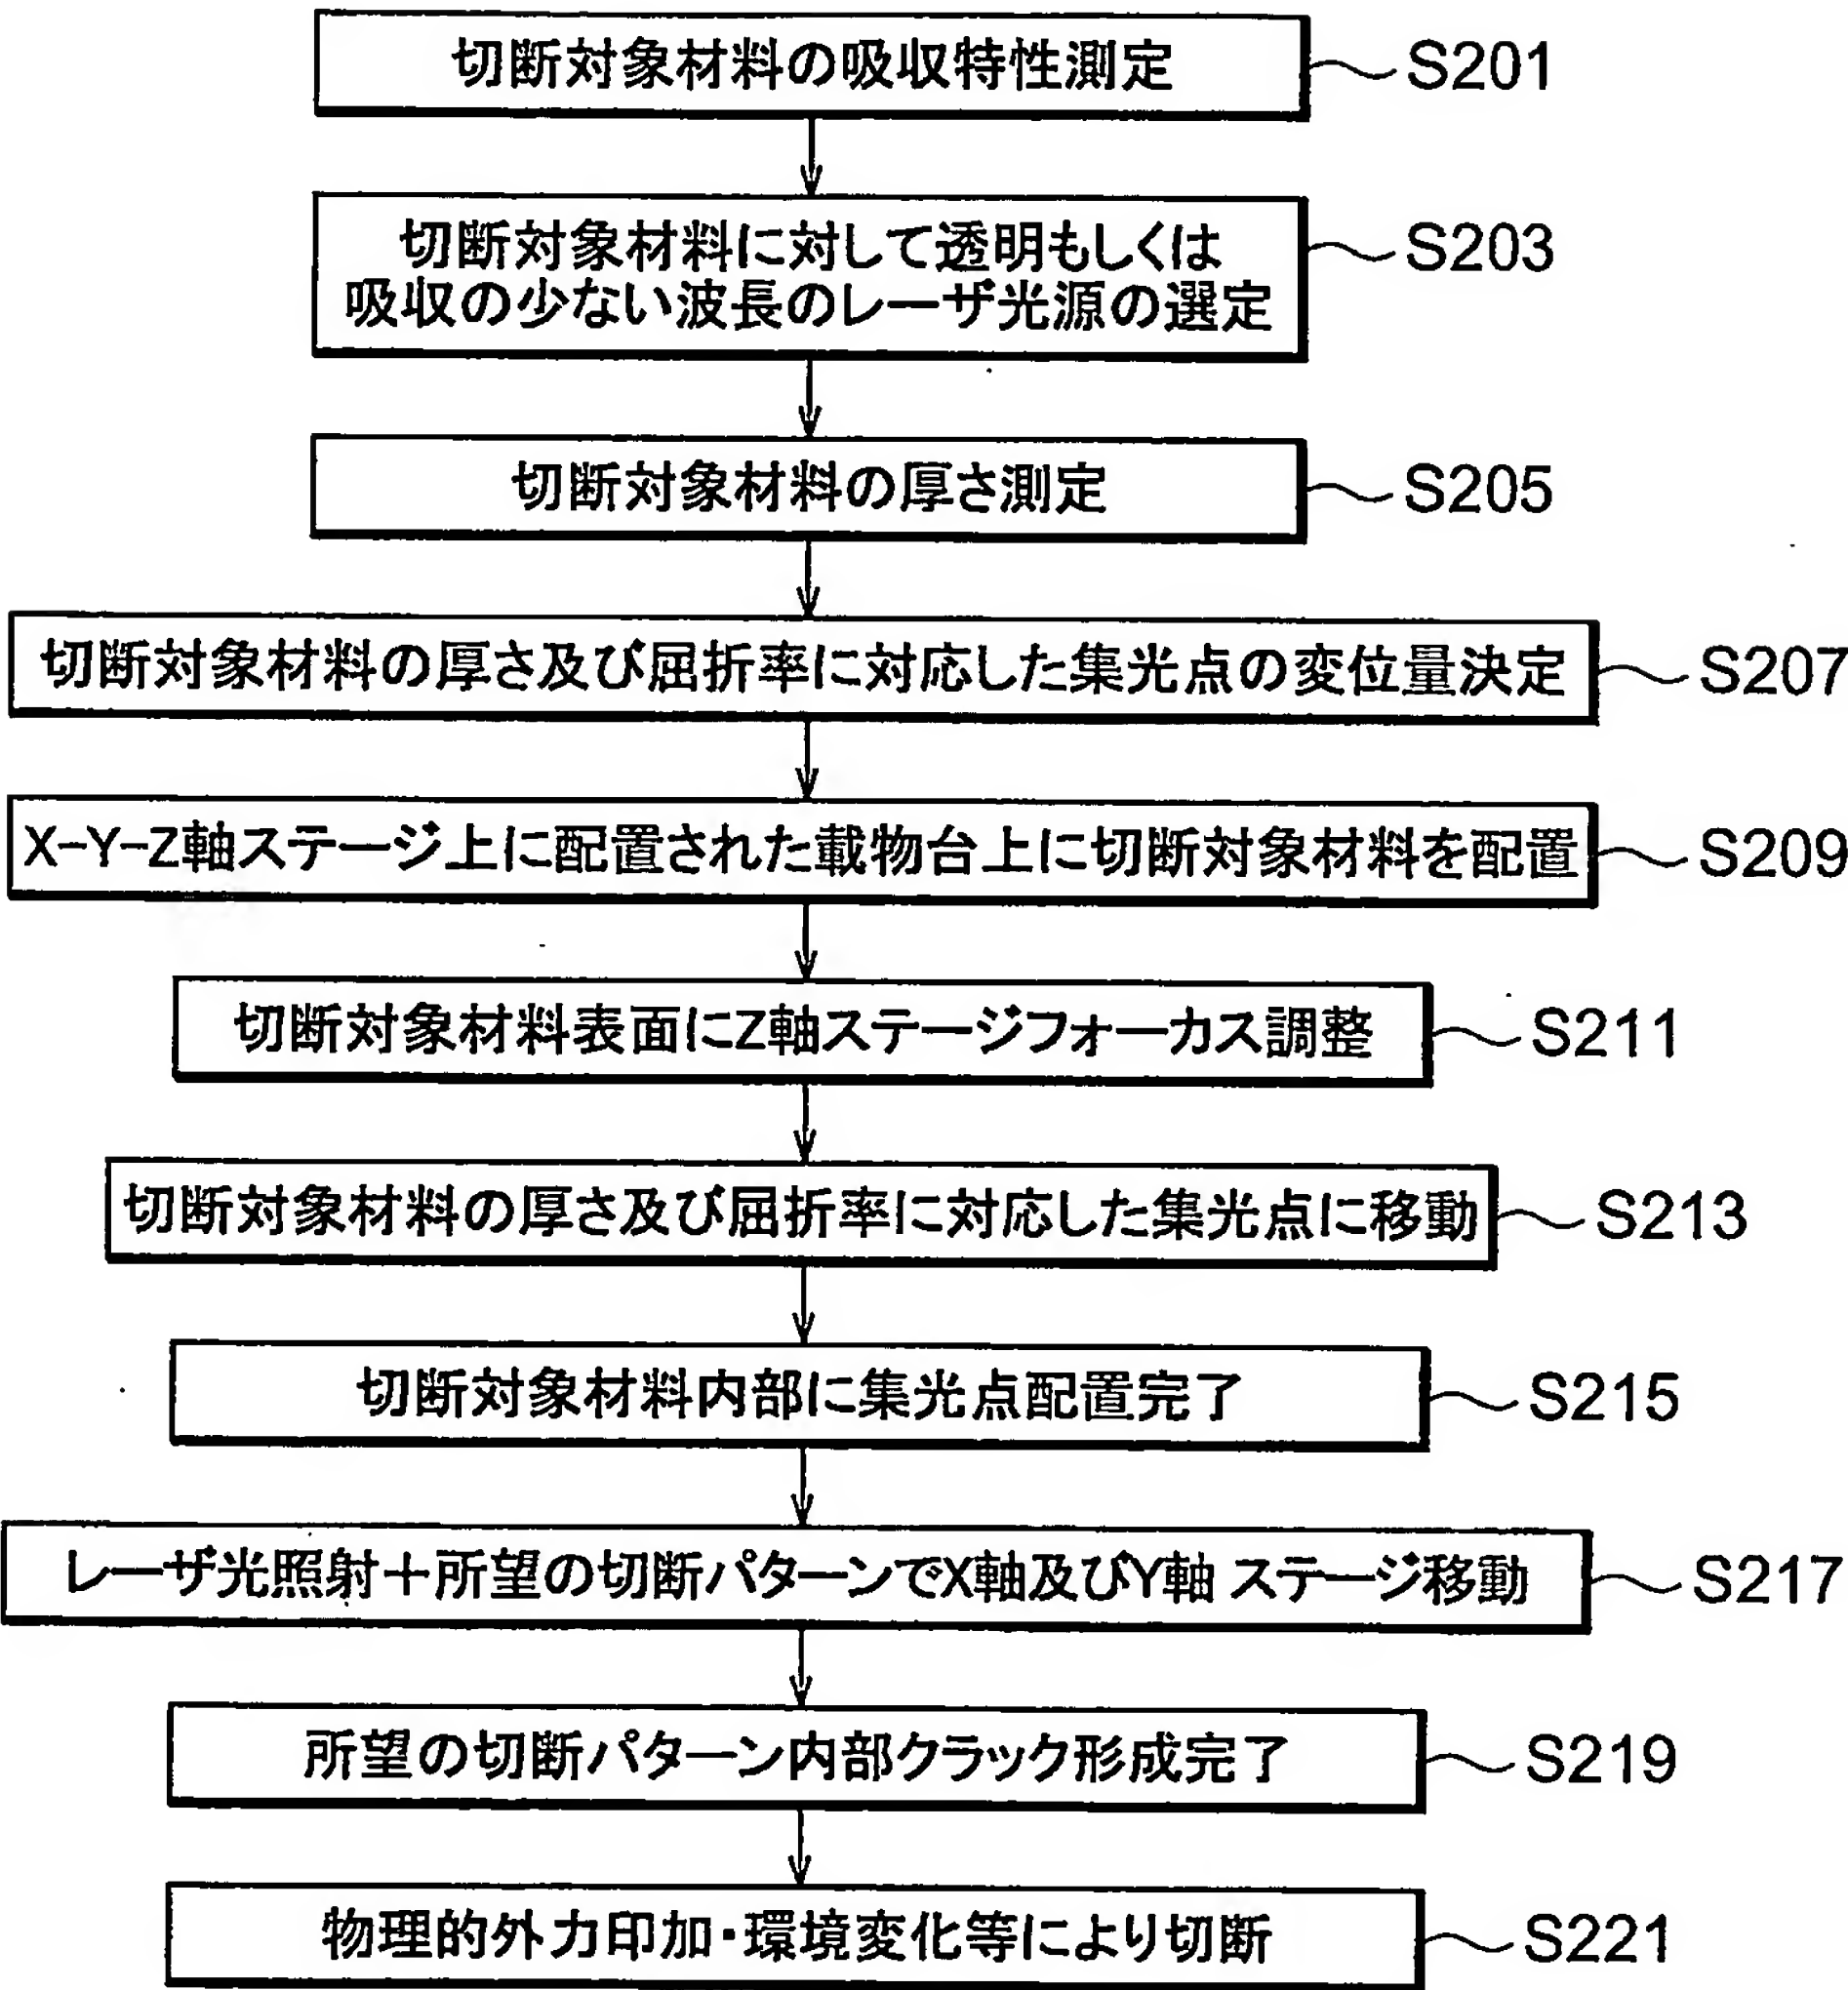 切断対象材料の吸収特性測定 S201
切断対象材料に対して透明もしくは
吸収の少ない波長のレーザ光源の選定 S203
切断対象材料の厚さ測定 S205
切断対象材料の厚さ及び屈折率に対応した集光点の変位量決定 S207
X-Y-Z軸ステージ上に配置された載物台上に切断対象材料を配置 S209
切断対象材料表面にZ軸ステージフォーカス調整 S211
切断対象材料の厚さ及び屈折率に対応した集光点に移動 S213
切断対象材料内部に集光点配置完了 S215
レーザ光照射+所望の切断パターンでX軸及びY軸 ステージ移動 S217
所望の切断パターン内部クラック形成完了 S219
物理的外力印加・環境変化等により切断 S221